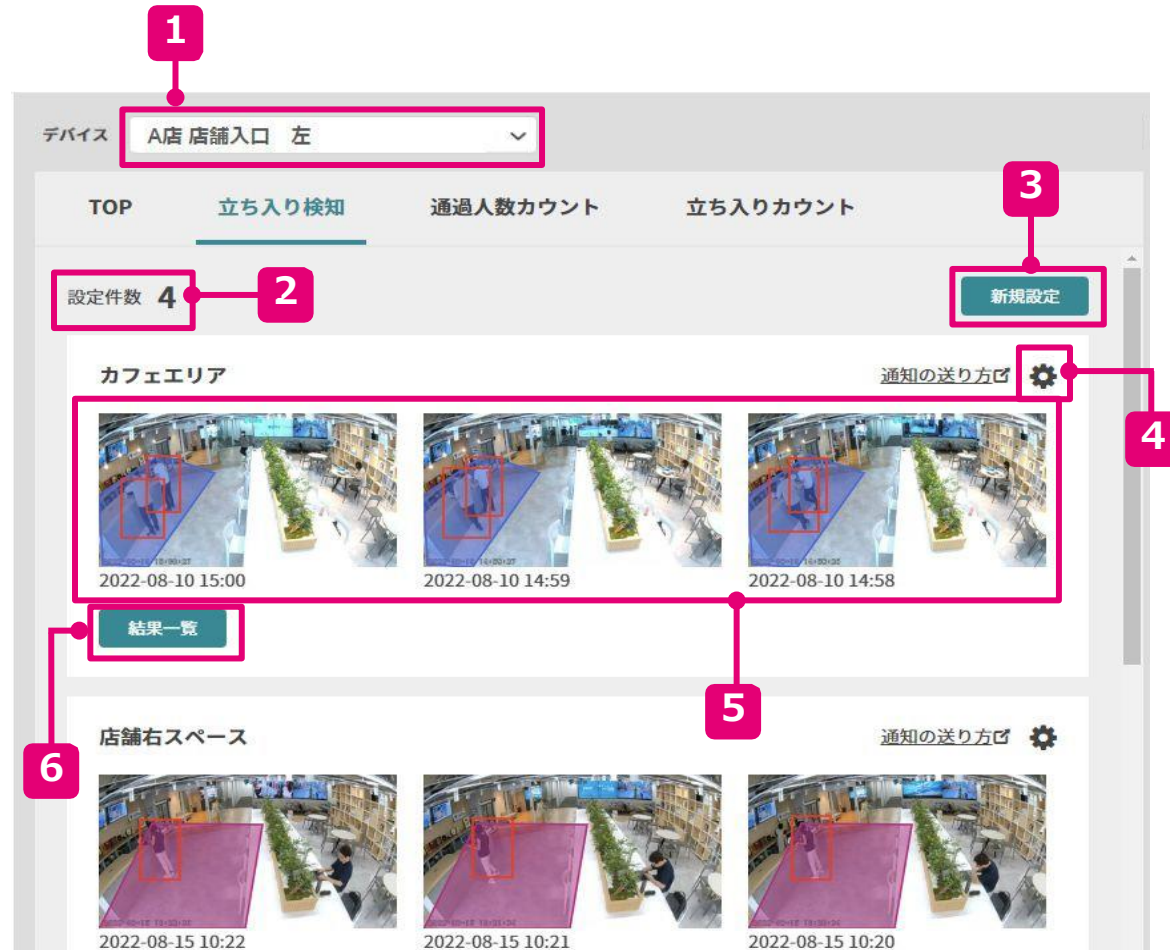 1
デバイス A店 店舗入口 左
TOP 立ち入り検知 通過人数カウント 立ち入りカウント
3
設定件数 4
2
新規設定
カフェエリア 通知の送り方
4
2022-08-10 15:00 2022-08-10 14:59 2022-08-10 14:58
結果一覧
5
店舗右スペース 通知の送り方
6
2022-08-15 10:22 2022-08-15 10:21 2022-08-15 10:20